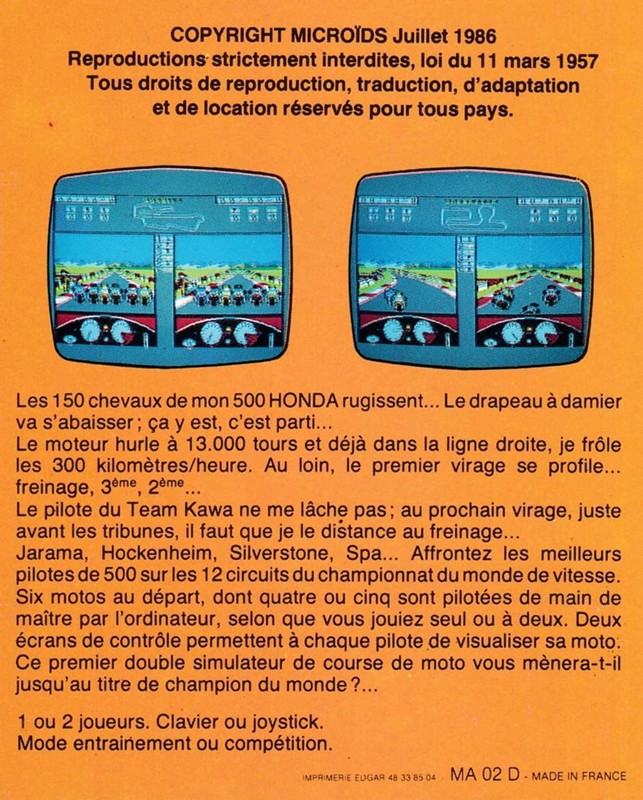 COPYRIGHT MICROÏDS Juillet 1986
Reproductions strictement interdites, loi du 11 mars 1957
Tous droits de reproduction, traduction, d'adaptation
et de location réservés pour tous pays.
Les 150 chevaux de mon 500 HONDA rugissent... Le drapeau à damier
va s'abaisser ; ça y est, c'est parti...
Le moteur hurle à 13.000 tours et déjà dans la ligne droite, je frôle
les 300 kilomètres/heure. Au loin, le premier virage se profile...
freinage, 3ème, 2ème...
Le pilote du Team Kawa ne me lâche pas ; au prochain virage, juste
avant les tribunes, il faut que je le distance au freinage...
Jarama, Hockenheim, Silverstone, Spa... Affrontez les meilleurs
pilotes de 500 sur les 12 circuits du championnat du monde de vitesse.
Six motos au départ, dont quatre ou cinq sont pilotées de main de
maître par l'ordinateur, selon que vous jouiez seul ou à deux. Deux
écrans de contrôle permettent à chaque pilote de visualiser sa moto.
Ce premier double simulateur de course de moto vous mènera-t-il
jusqu'au titre de champion du monde ?...
1 ou 2 joueurs. Clavier ou joystick.
Mode entrainement ou compétition.
IMPRIMERIE EDGAR 48 33 85 04 - MA 02 D - MADE IN FRANCE